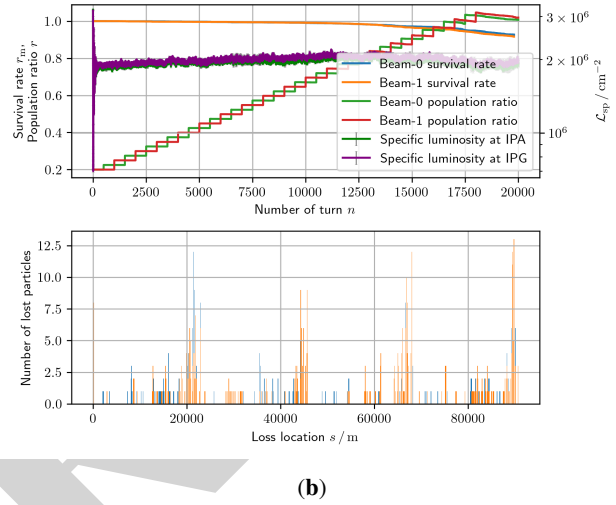 1.0
0.8
0.6
0.4
0.2
Survival rate r_m,
Population ratio r
3 × 10^6
2 × 10^6
10^6
ℒ_sp / cm^−2
Beam-0 survival rate
Beam-1 survival rate
Beam-0 population ratio
Beam-1 population ratio
Specific luminosity at IPA
Specific luminosity at IPG
0 2500 5000 7500 10000 12500 15000 17500 20000
Number of turn n
12.5
10.0
7.5
5.0
2.5
0.0
Number of lost particles
0 20000 40000 60000 80000
Loss location s / m
(b)